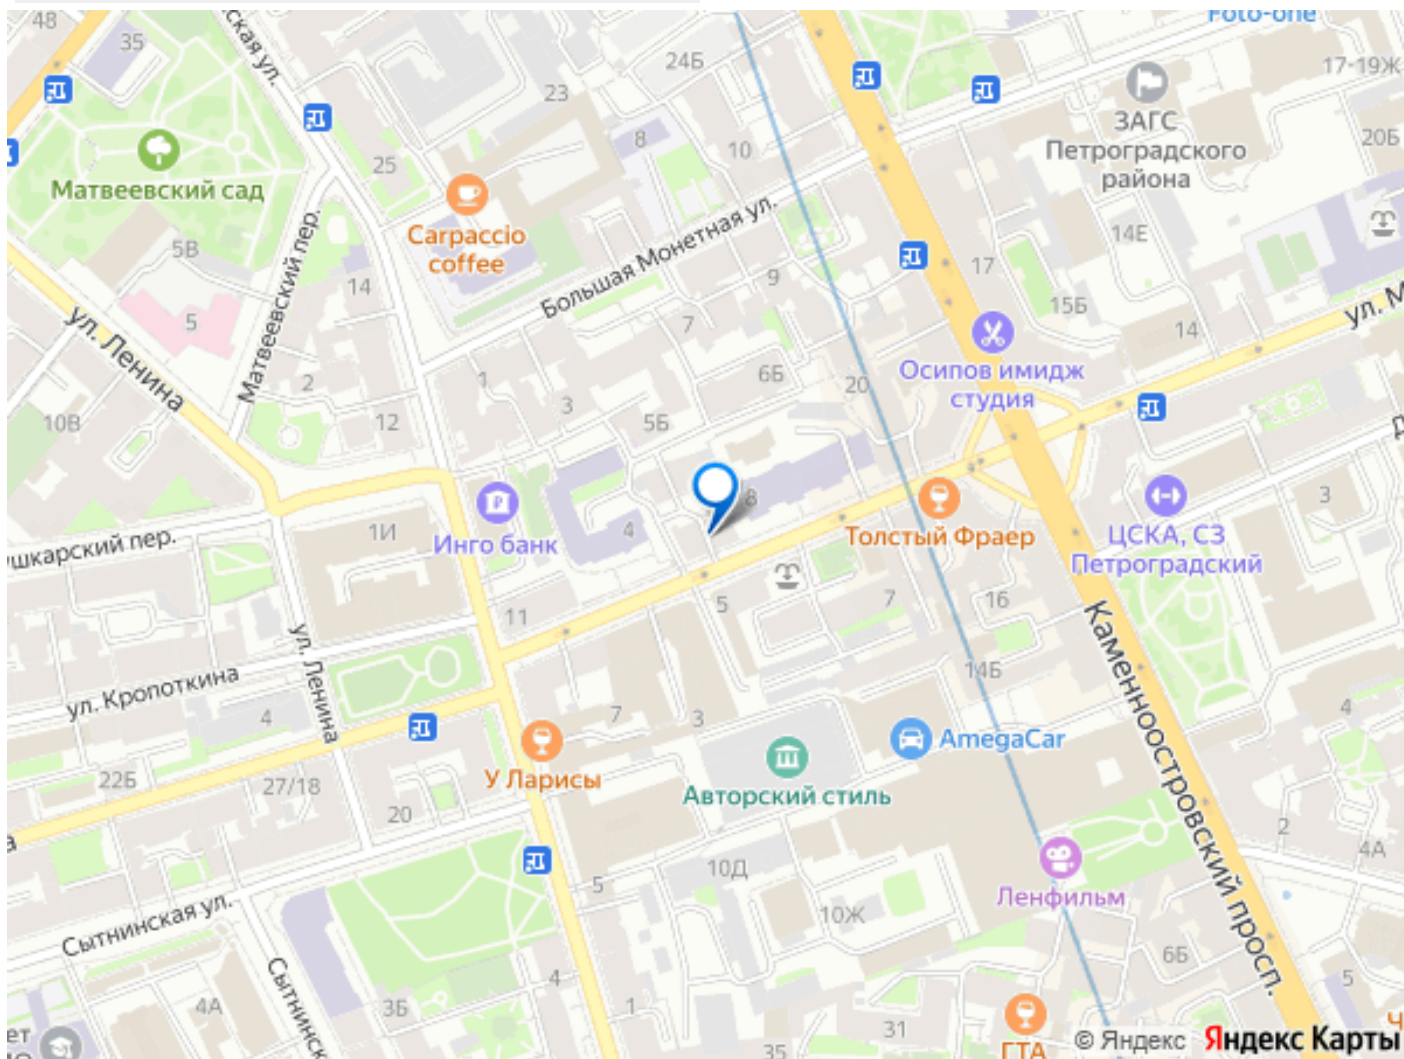 48
35
ская ул.
24Б
Foto-one
17-19Ж
23
ЗАГС
Петроградского
района
20Б
8
10
25
Матвеевский сад
Carpaccio
coffee
Большая Монетная ул.
5В
Матвеевский пер.
14
14Е
17
9
15Б
ул. М
5
ул. Ленина
7
14
Осипов имидж
студия
2
1
6Б
20
3
10В
12
5Б
8
3
1И
Инго банк
4
Толстый Фраер
ЦСКА, СЗ
Петроградский
ушкарский пер.
11
5
7
16
Каменноостровский просп.
ул. Ленина
ул. Кропоткина
14Б
4
7
3
4
AmegaCar
22Б
27/18
У Ларисы
Авторский стиль
20
2
4А
10Д
5
Ленфильм
Сытнинская ул.
10Ж
6Б
Сытнинск
4А
3Б
4
1
5
31
35
ГТА
ет
© Яндекс Яндекс Карты